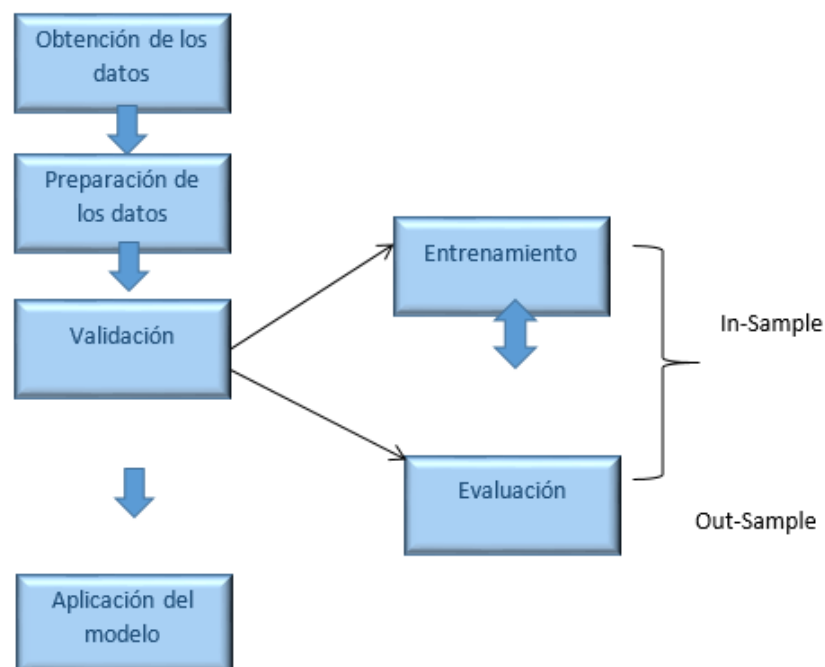 Obtención de los
datos
Preparación de
los datos
Validación
Entrenamiento
In-Sample
Evaluación
Out-Sample
Aplicación del
modelo